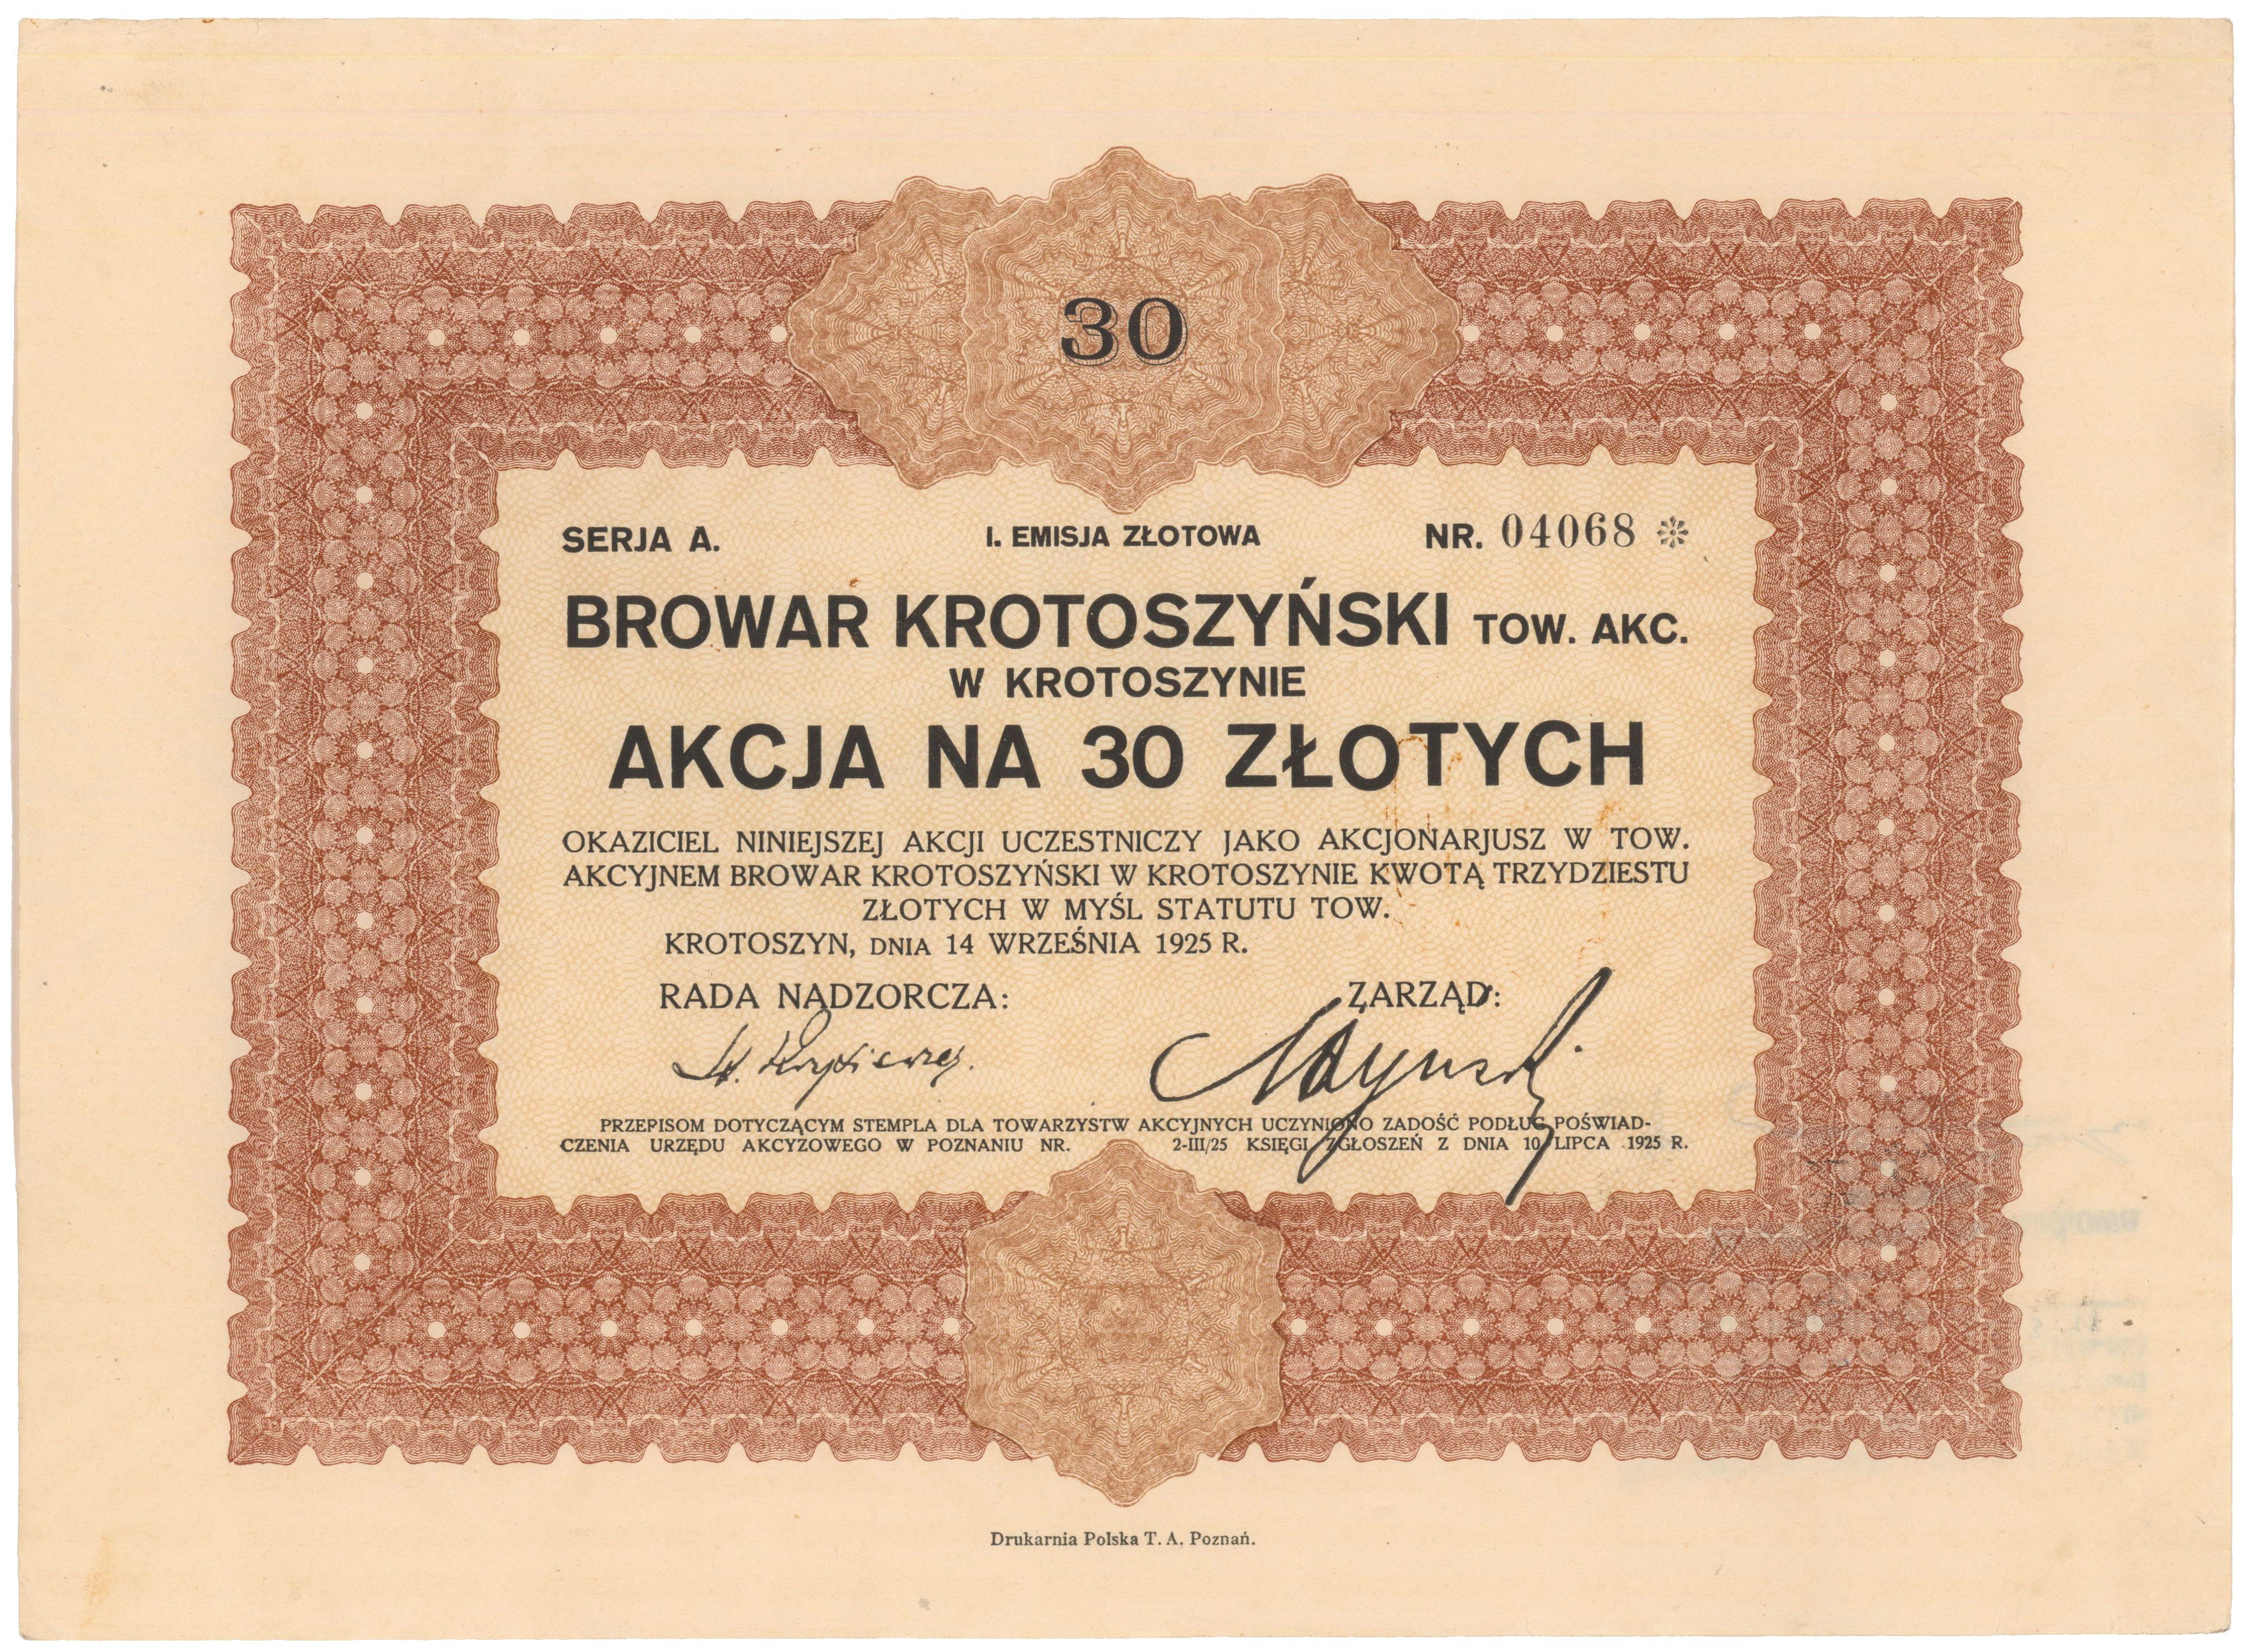 30
SERJA A. I. EMISJA ZŁOTOWA NR. 04068
BROWAR KROTOSZYŃSKI TOW. AKC.
W KROTOSZYNIE
AKCJA NA 30 ZŁOTYCH
OKAZICIEL NINIEJSZEJ AKCJI UCZESTNICZY JAKO AKCJONARJUSZ W TOW.
AKCYJNEM BROWAR KROTOSZYŃSKI W KROTOSZYNIE KWOTĄ TRZYDZIESTU
ZŁOTYCH W MYŚL STATUTU TOW.
KROTOSZYN, DNIA 14 WRZEŚNIA 1925 R.
RADA NADZORCZA: ZARZĄD:
PRZEPISOM DOTYCZĄCYM STEMPLA DLA TOWARZYSTW AKCYJNYCH UCZYNIONO ZADOŚĆ PODŁUG POŚWIAD-
CZENIA URZĘDU AKCYZOWEGO W POZNANIU NR. 2-III/25 KSIĘGI ZGŁOSZEŃ Z DNIA 10 LIPCA 1925 R.
Drukarnia Polska T. A. Poznań.